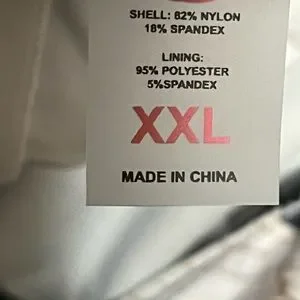 SHELL: 82% NYLON
18% SPANDEX
LINING:
95% POLYESTER
5%SPANDEX
XXL
MADE IN CHINA